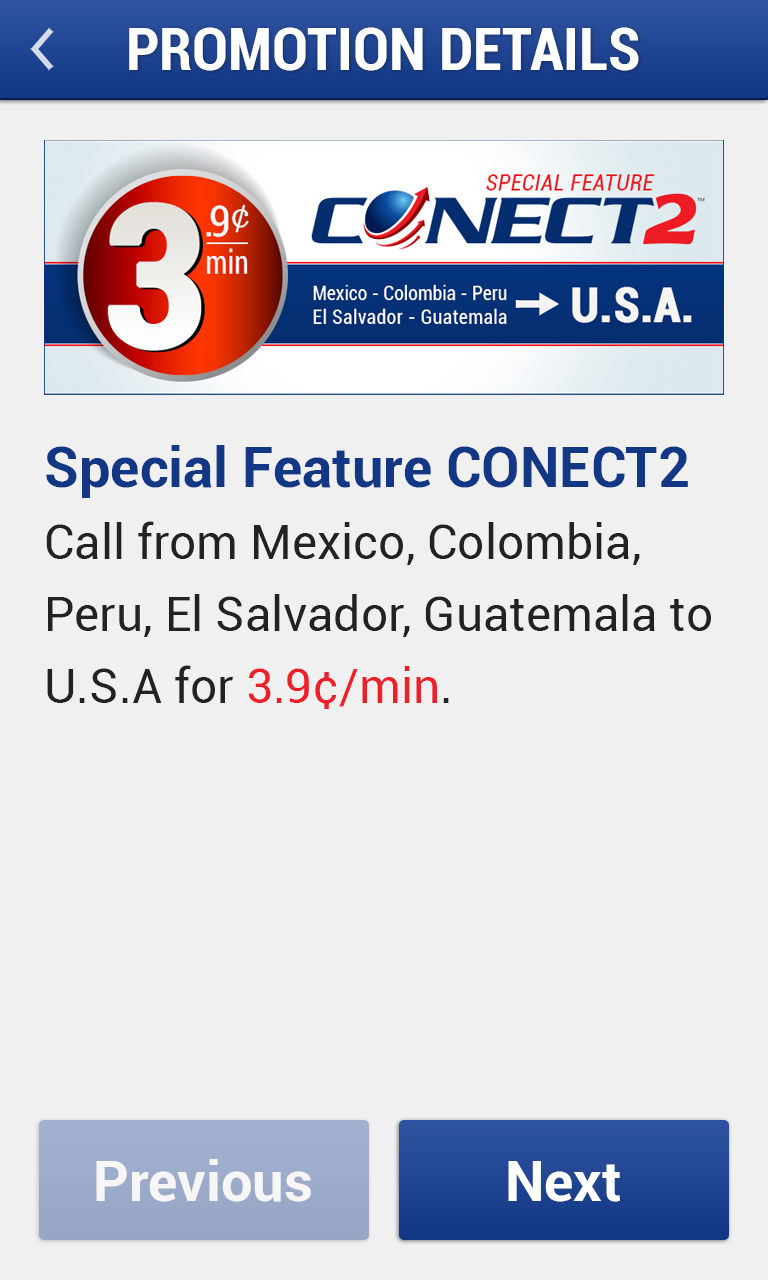 PROMOTION DETAILS
SPECIAL FEATURE
CONECT2™
3.9¢
min
Mexico - Colombia - Peru
El Salvador - Guatemala
U.S.A.
Special Feature CONECT2
Call from Mexico, Colombia,
Peru, El Salvador, Guatemala to
U.S.A for 3.9¢/min.
Previous
Next